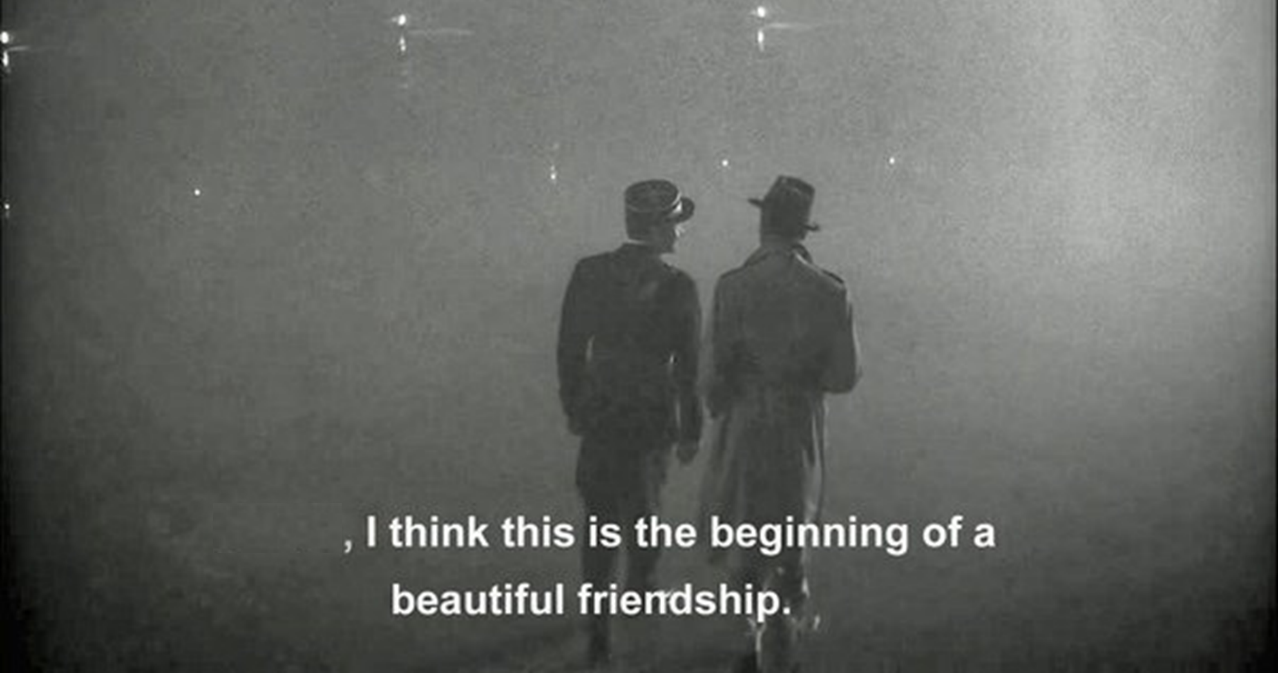 , I think this is the beginning of a
beautiful friendship.